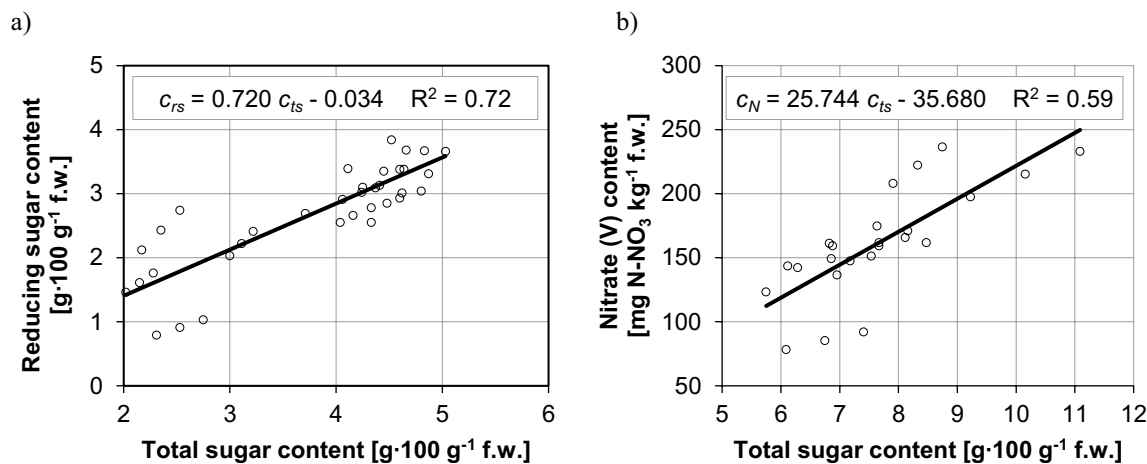 a)
c_rs = 0.720 c_ts - 0.034 R² = 0.72
Reducing sugar content
[g·100 g⁻¹ f.w.]
5
4
3
2
1
0
2 3 4 5 6
Total sugar content [g·100 g⁻¹ f.w.]
b)
c_N = 25.744 c_ts - 35.680 R² = 0.59
Nitrate (V) content
[mg N-NO₃ kg⁻¹ f.w.]
300
250
200
150
100
50
5 6 7 8 9 10 11 12
Total sugar content [g·100 g⁻¹ f.w.]